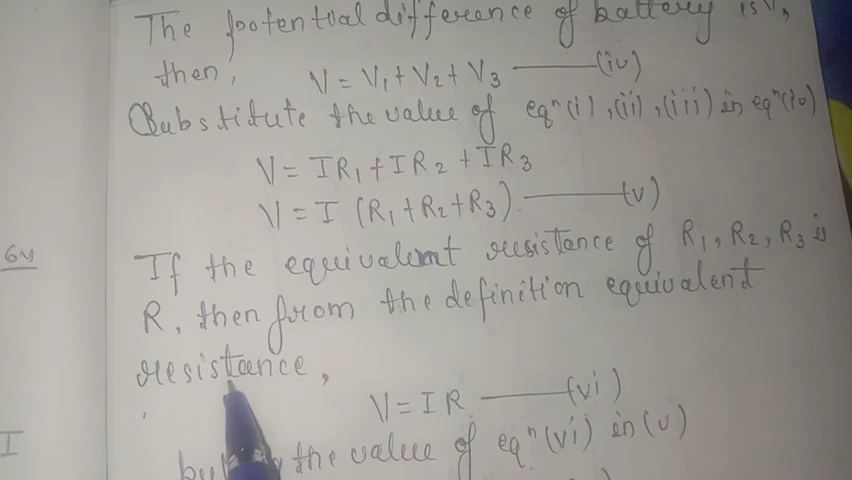 The potential difference of battery is V,
then, V = V₁ + V₂ + V₃ —— (iv)
Substitute the value of eqⁿ (i), (ii), (iii) in eqⁿ (iv)
V = IR₁ + IR₂ + IR₃
V = I (R₁ + R₂ + R₃) —— (v)
If the equivalent resistance of R₁, R₂, R₃ is
R, then from the definition equivalent
resistance,
V = IR —— (vi)
the value of eqⁿ (vi) in (v)
I